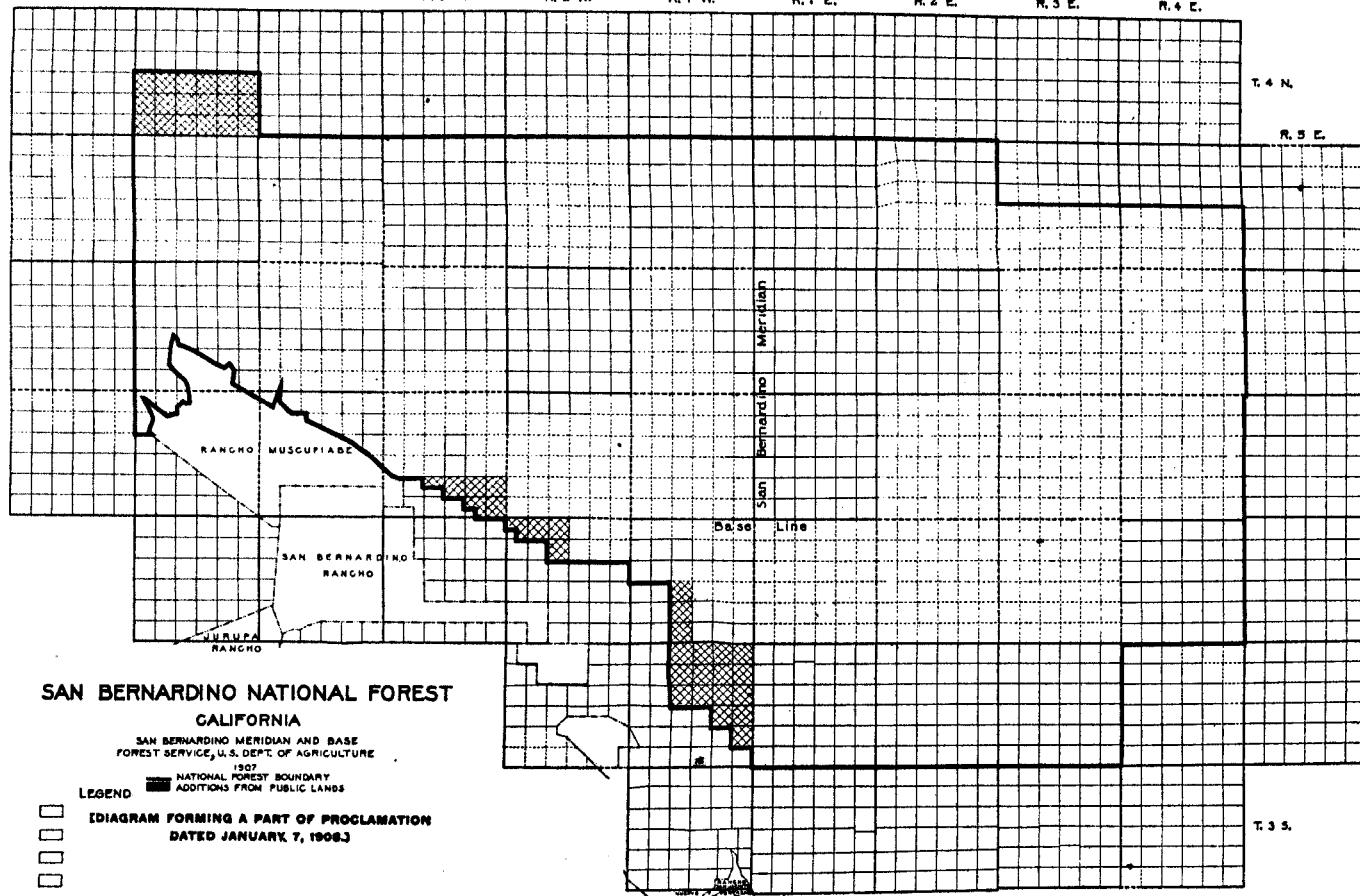 R. 1 E.
R. 2 E.
R. 3 E.
R. 4 E.
T. 4 N.
R. 5 E.
San Bernardino Meridian
RANCHO MUSCUPIABE
Base Line
SAN BERNARDINO
RANCHO
JURUPA
RANCHO
SAN BERNARDINO NATIONAL FOREST
CALIFORNIA
SAN BERNARDINO MERIDIAN AND BASE
FOREST SERVICE, U.S. DEPT. OF AGRICULTURE
1907
NATIONAL FOREST BOUNDARY
LEGEND
ADDITIONS FROM PUBLIC LANDS
[DIAGRAM FORMING A PART OF PROCLAMATION
DATED JANUARY, 7, 1908.]
T. 3 S.